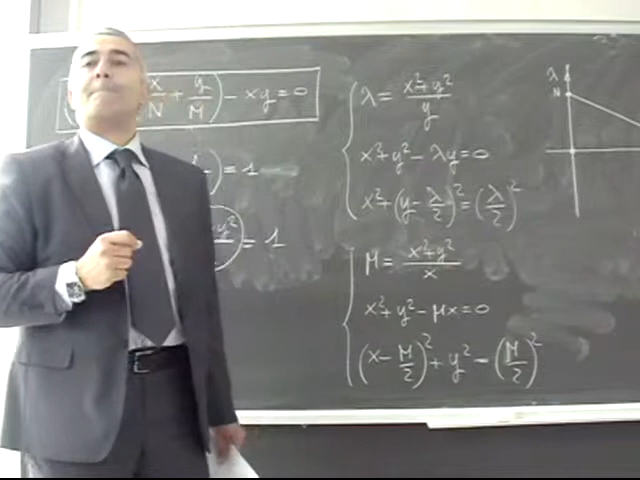 x/N + y/M) - xy = 0
) = 1
y²
) = 1
λ = x²+y²/y
x²+y² - λy = 0
x² + (y - λ/2)² = (λ/2)²
M = x²+y²/x
x²+y² - Mx = 0
(x - M/2)² + y² - (M/2)²
λ
N